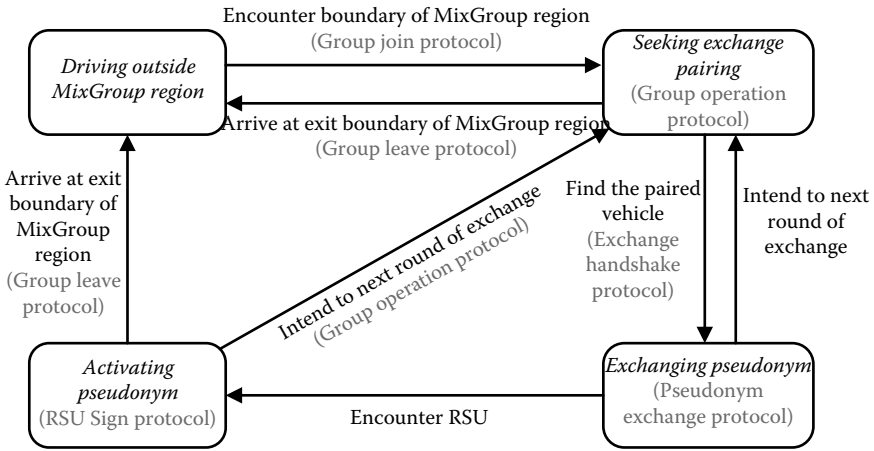 Encounter boundary of MixGroup region
(Group join protocol)
Driving outside
MixGroup region
Seeking exchange
pairing
(Group operation
protocol)
Arrive at exit boundary of MixGroup region
(Group leave protocol)
Arrive at exit
boundary of
MixGroup
region
(Group leave
protocol)
Intend to next round of exchange
(Group operation protocol)
Find the paired
vehicle
(Exchange
handshake
protocol)
Intend to next
round of
exchange
Activating
pseudonym
(RSU Sign protocol)
Encounter RSU
Exchanging pseudonym
(Pseudonym
exchange protocol)